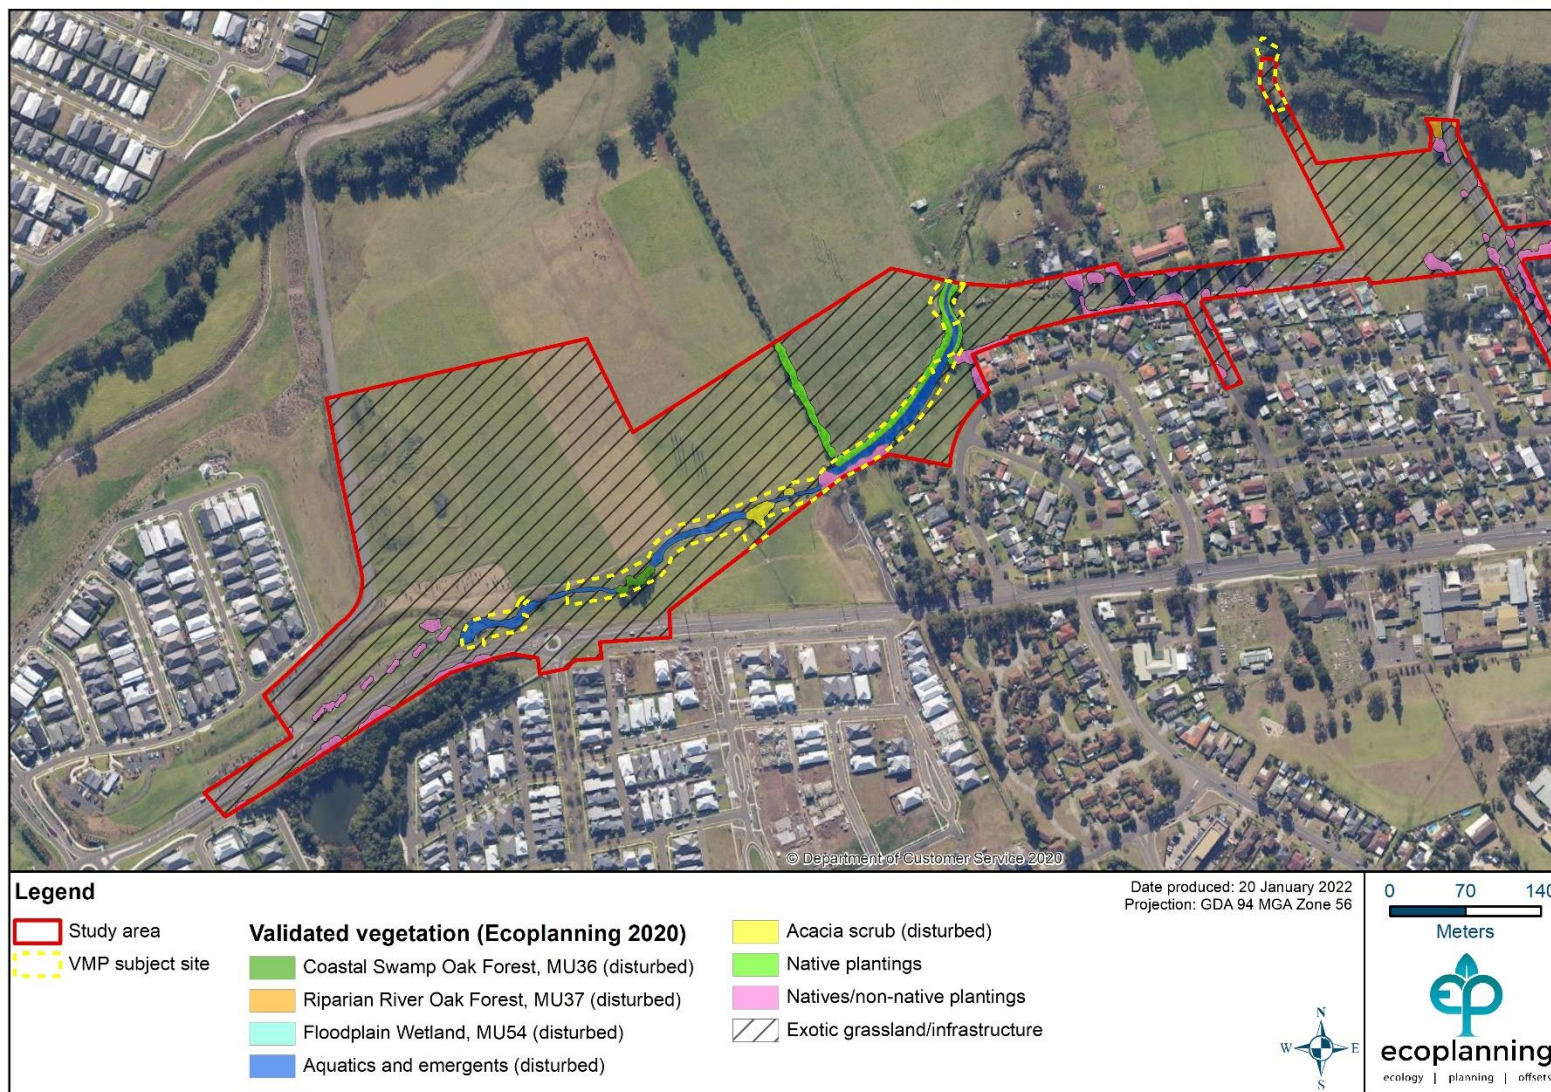 © Department of Customer Service 2020
Legend
Study area
VMP subject site
Validated vegetation (Ecoplanning 2020)
Coastal Swamp Oak Forest, MU36 (disturbed)
Riparian River Oak Forest, MU37 (disturbed)
Floodplain Wetland, MU54 (disturbed)
Aquatics and emergents (disturbed)
Acacia scrub (disturbed)
Native plantings
Natives/non-native plantings
Exotic grassland/infrastructure
Date produced: 20 January 2022
Projection: GDA 94 MGA Zone 56
0 70 140
Meters
N
W E
S
ep
ecoplanning
ecology | planning | offsets